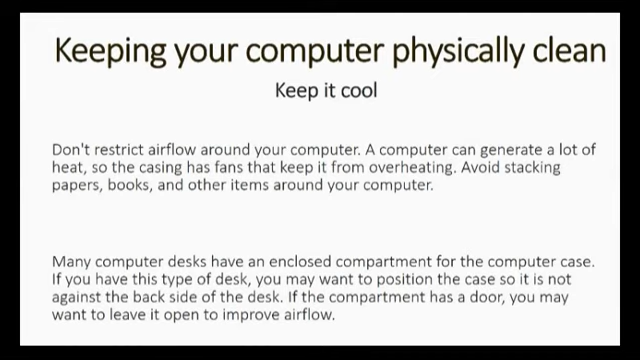 Keeping your computer physically clean
Keep it cool
Don't restrict airflow around your computer. A computer can generate a lot of
heat, so the casing has fans that keep it from overheating. Avoid stacking
papers, books, and other items around your computer.
Many computer desks have an enclosed compartment for the computer case.
If you have this type of desk, you may want to position the case so it is not
against the back side of the desk. If the compartment has a door, you may
want to leave it open to improve airflow.